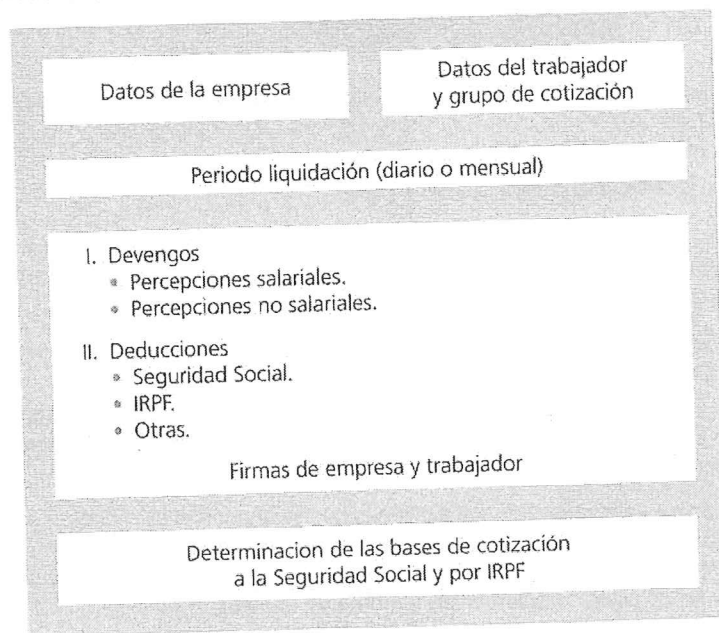 Datos de la empresa
Datos del trabajador
y grupo de cotización
Periodo liquidación (diario o mensual)
I. Devengos
• Percepciones salariales.
• Percepciones no salariales.
II. Deducciones
• Seguridad Social.
• IRPF.
• Otras.
Firmas de empresa y trabajador
Determinacion de las bases de cotización
a la Seguridad Social y por IRPF